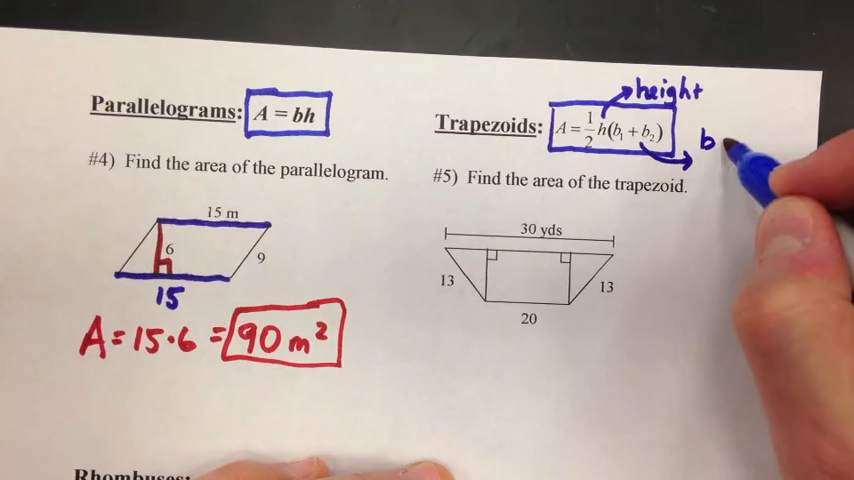 Parallelograms: A = bh
#4) Find the area of the parallelogram.
15 m
6
9
15
A = 15 · 6 = 90 m²
height
Trapezoids: A = 1/2 h(b₁ + b₂)
b
#5) Find the area of the trapezoid.
30 yds
13
13
20
Rhombuses: